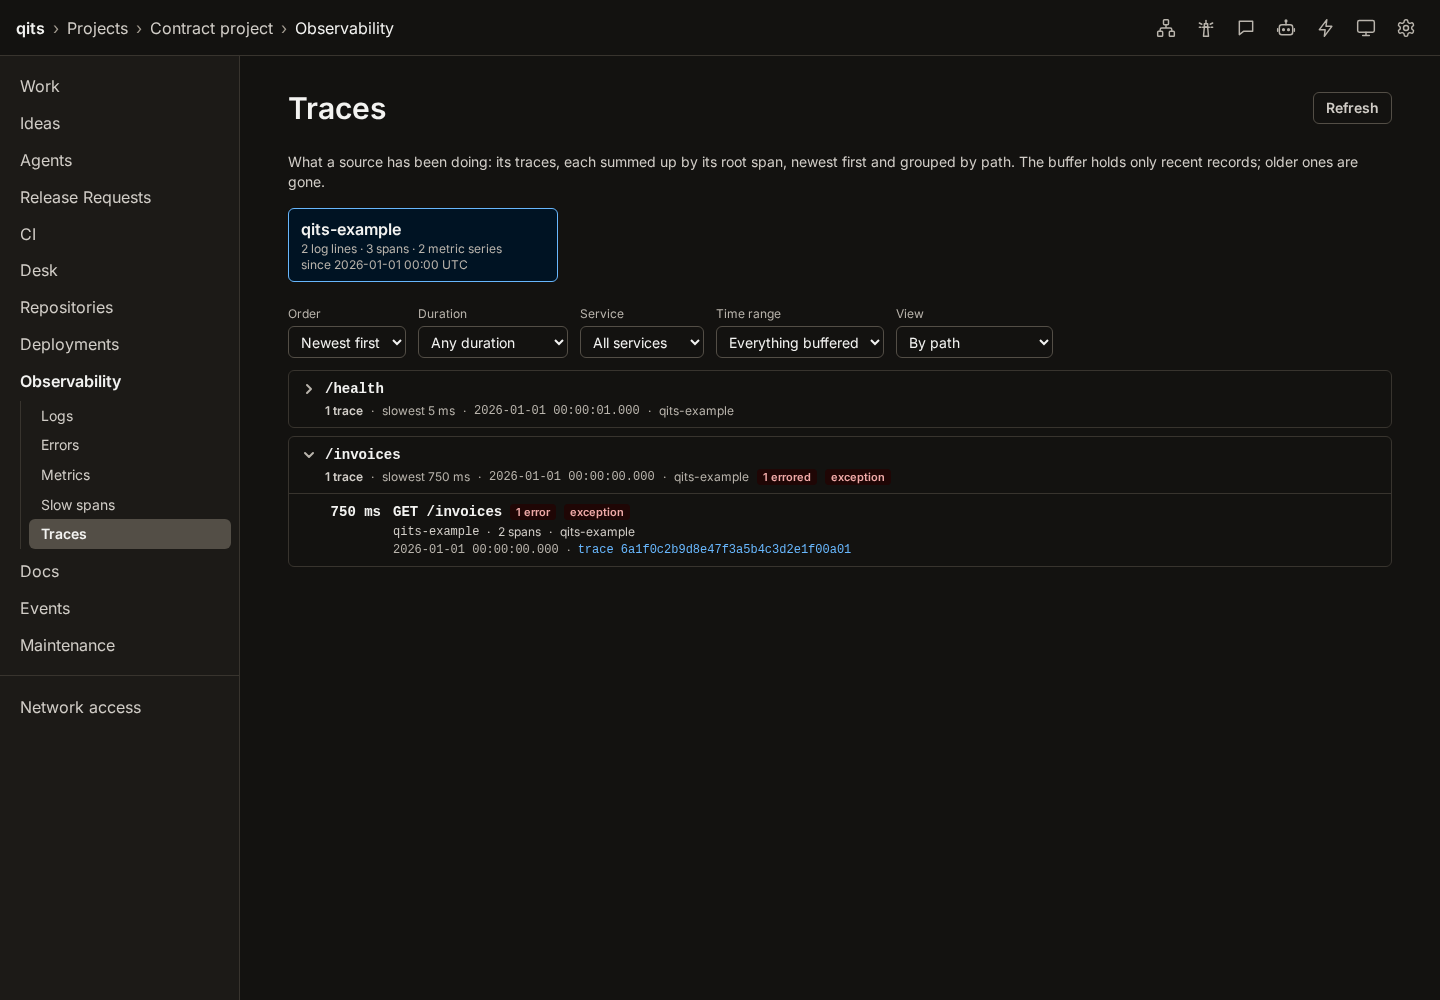 qits › Projects › Contract project › Observability
Work
Ideas
Agents
Release Requests
CI
Desk
Repositories
Deployments
Observability
Logs
Errors
Metrics
Slow spans
Traces
Docs
Events
Maintenance
Network access
Traces
Refresh
What a source has been doing: its traces, each summed up by its root span, newest first and grouped by path. The buffer holds only recent records; older ones are
gone.
qits-example
2 log lines · 3 spans · 2 metric series
since 2026-01-01 00:00 UTC
Order Duration Service Time range View
Newest first Any duration All services Everything buffered By path
/health
1 trace · slowest 5 ms · 2026-01-01 00:00:01.000 · qits-example
/invoices
1 trace · slowest 750 ms · 2026-01-01 00:00:00.000 · qits-example 1 errored exception
750 ms GET /invoices 1 error exception
qits-example · 2 spans · qits-example
2026-01-01 00:00:00.000 · trace 6a1f0c2b9d8e47f3a5b4c3d2e1f00a01